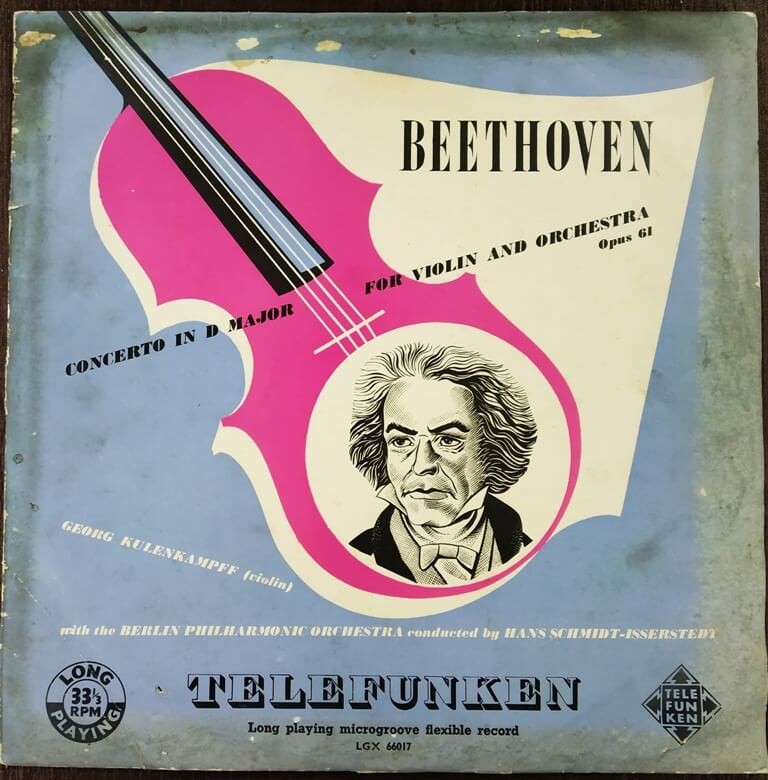 BEETHOVEN
CONCERTO IN D MAJOR FOR VIOLIN AND ORCHESTRA
Opus 61
GEORG KULENKAMPFF (violin)
with the BERLIN PHILHARMONIC ORCHESTRA conducted by HANS SCHMIDT-ISSERSTEDT
LONG
33⅓
RPM
PLAYING
TELEFUNKEN
Long playing microgroove flexible record
LGX 66017
TELE
FUN
KEN